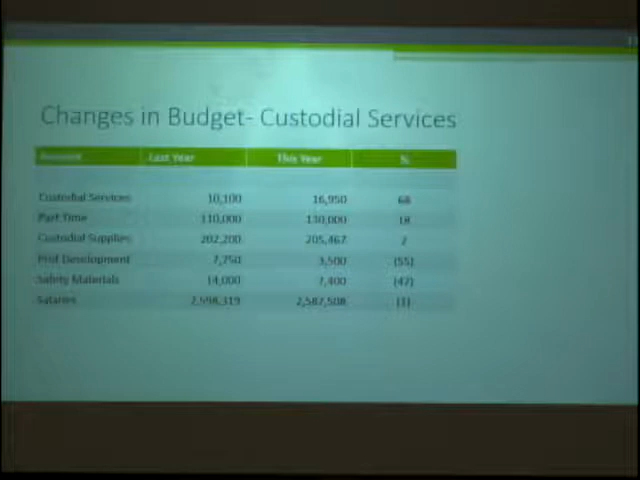 Changes in Budget- Custodial Services
Last Year This Year %
Custodial Services 10,100 16,950 68
Part Time 110,000 130,000 18
Custodial Supplies 202,200 205,467 2
Prof Development 7,750 3,500 (55)
Safety Materials 14,000 7,400 (47)
Salaries 2,598,319 2,587,508